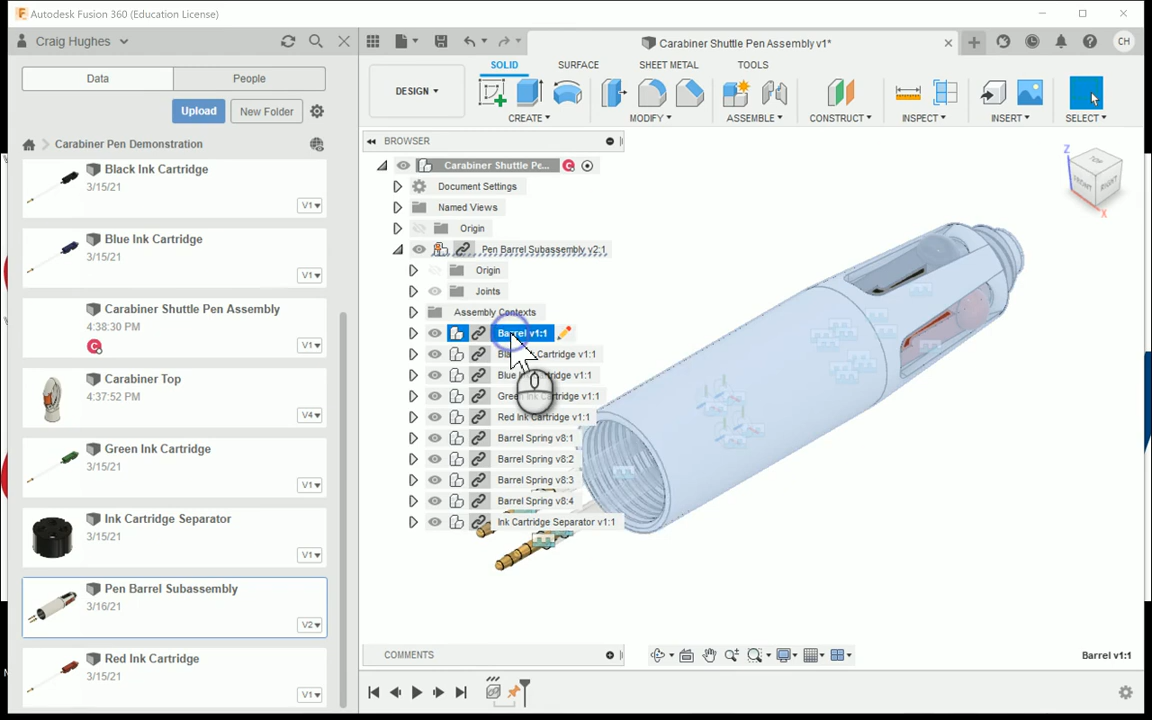 Autodesk Fusion 360 (Education License)
Craig Hughes
Carabiner Shuttle Pen Assembly v1*
CH
Data
People
Upload
New Folder
Carabiner Pen Demonstration
Black Ink Cartridge
3/15/21
V1
Blue Ink Cartridge
3/15/21
V1
Carabiner Shuttle Pen Assembly
4:38:30 PM
V1
Carabiner Top
4:37:52 PM
V4
Green Ink Cartridge
3/15/21
V1
Ink Cartridge Separator
3/15/21
V1
Pen Barrel Subassembly
3/16/21
V2
Red Ink Cartridge
3/15/21
V1
SOLID
SURFACE
SHEET METAL
TOOLS
DESIGN
CREATE
MODIFY
ASSEMBLE
CONSTRUCT
INSPECT
INSERT
SELECT
BROWSER
Carabiner Shuttle Pe...
Document Settings
Named Views
Origin
Pen Barrel Subassembly v2:1
Origin
Joints
Assembly Contexts
Barrel v1:1
Cartridge v1:1
Blue Cartridge v1:1
Green Cartridge v1:1
Red Ink Cartridge v1:1
Barrel Spring v8:1
Barrel Spring v8:2
Barrel Spring v8:3
Barrel Spring v8:4
Ink Cartridge Separator v1:1
Z
TOP
FRONT
RIGHT
X
COMMENTS
Barrel v1:1